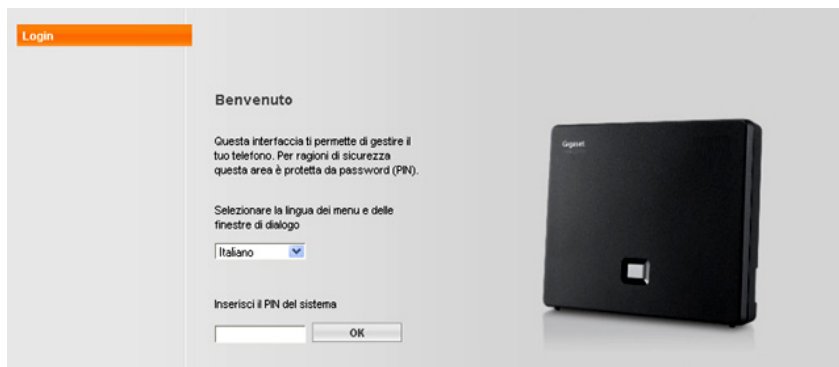 Login
Benvenuto
Questa interfaccia ti permette di gestire il
tuo telefono. Per ragioni di sicurezza
questa area è protetta da password (PIN).
Selezionare la lingua dei menu e delle
finestre di dialogo
Italiano
Inserisci il PIN del sistema
OK
Gigaset